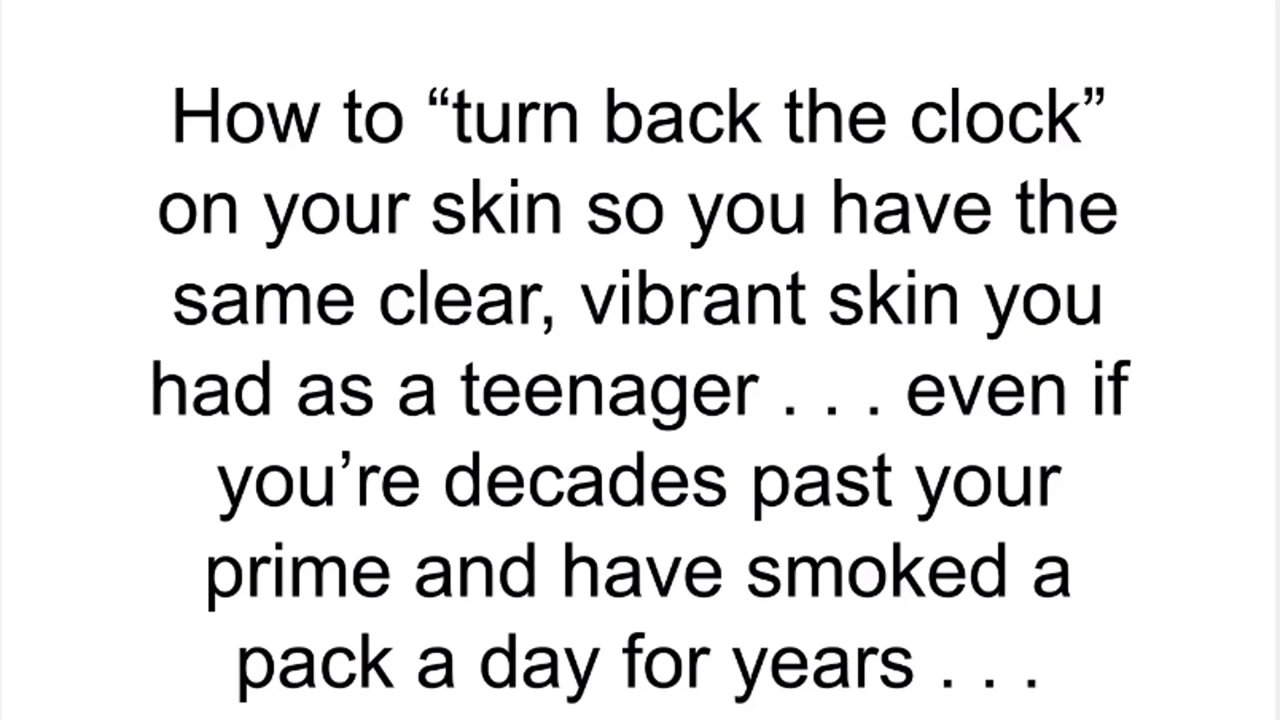 How to “turn back the clock”
on your skin so you have the
same clear, vibrant skin you
had as a teenager . . . even if
you’re decades past your
prime and have smoked a
pack a day for years . . .